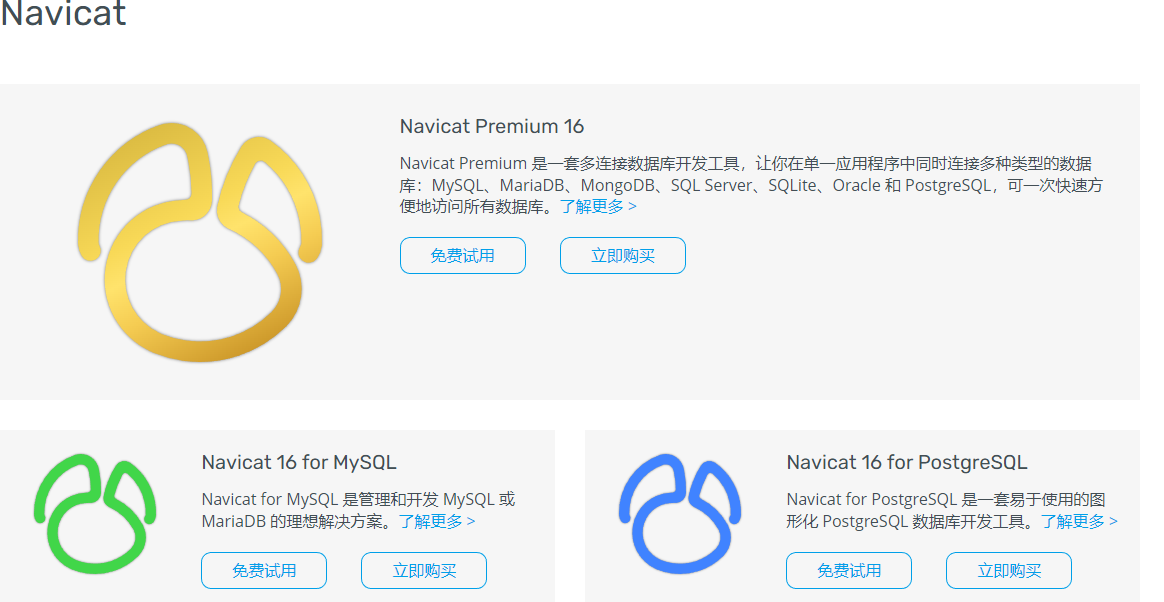 Navicat
Navicat Premium 16
Navicat Premium 是一套多连接数据库开发工具，让你在单一应用程序中同时连接多种类型的数据
库：MySQL、MariaDB、MongoDB、SQL Server、SQLite、Oracle 和 PostgreSQL，可一次快速方
便地访问所有数据库。了解更多 >
免费试用 立即购买
Navicat 16 for MySQL
Navicat for MySQL 是管理和开发 MySQL 或
MariaDB 的理想解决方案。了解更多 >
免费试用 立即购买
Navicat 16 for PostgreSQL
Navicat for PostgreSQL 是一套易于使用的图
形化 PostgreSQL 数据库开发工具。了解更多 >
免费试用 立即购买